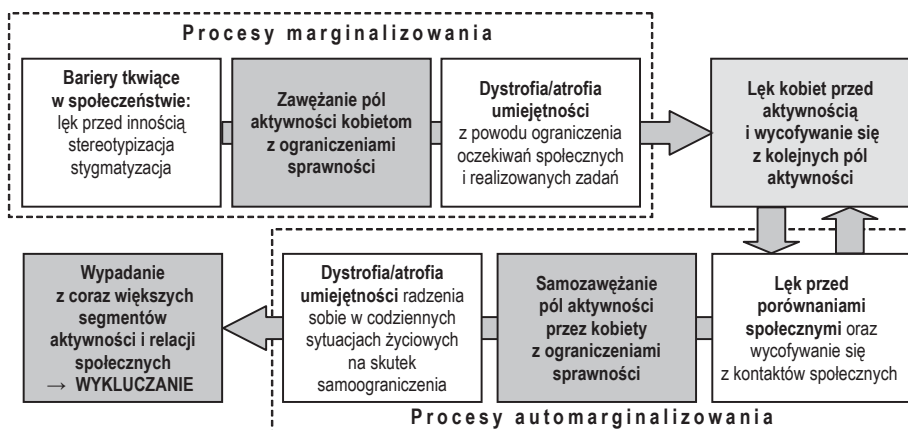 Procesy marginalizowania
Bariery tkwiące
w społeczeństwie:
lęk przed innością
stereotypizacja
stygmatyzacja
Zawężanie pól
aktywności kobietom
z ograniczeniami
sprawności
Dystrofia/atrofia
umiejętności
z powodu ograniczenia
oczekiwań społecznych
i realizowanych zadań
Lęk kobiet przed
aktywnością
i wycofywanie się
z kolejnych pól
aktywności
Lęk przed
porównaniami
społecznymi oraz
wycofywanie się
z kontaktów społecznych
Samozawężanie
pól aktywności
przez kobiety
z ograniczeniami
sprawności
Dystrofia/atrofia
umiejętności radzenia
sobie w codziennych
sytuacjach życiowych
na skutek
samoograniczenia
Wypadanie
z coraz większych
segmentów
aktywności i relacji
społecznych
→ WYKLUCZANIE
Procesy automarginalizowania